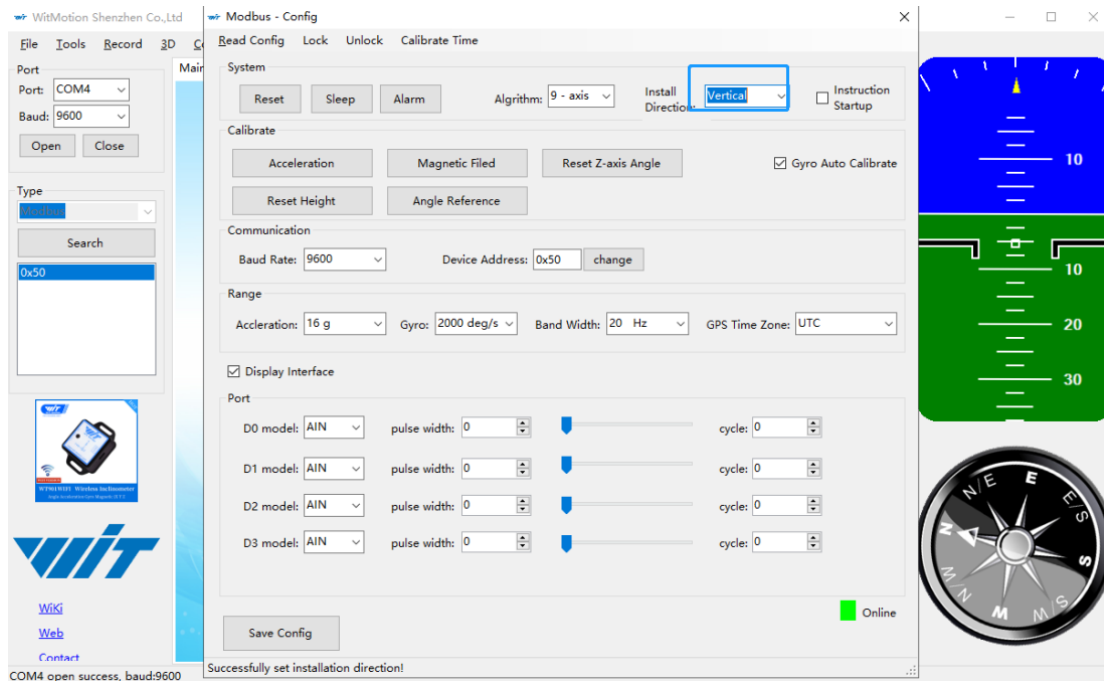 WitMotion Shenzhen Co.,Ltd
File Tools Record 3D
Port
Port: COM4
Baud: 9600
Open Close
Type
Modbus
Search
0x50
WIT
WiKi
Web
Contact
COM4 open success, baud:9600
Modbus - Config
Read Config Lock Unlock Calibrate Time
System
Reset Sleep Alarm Algrithm: 9 - axis Install Direction: Vertical Instruction Startup
Calibrate
Acceleration Magnetic Filed Reset Z-axis Angle Gyro Auto Calibrate
Reset Height Angle Reference
Communication
Baud Rate: 9600 Device Address: 0x50 change
Range
Accleration: 16 g Gyro: 2000 deg/s Band Width: 20 Hz GPS Time Zone: UTC
Display Interface
Port
D0 model: AIN pulse width: 0 cycle: 0
D1 model: AIN pulse width: 0 cycle: 0
D2 model: AIN pulse width: 0 cycle: 0
D3 model: AIN pulse width: 0 cycle: 0
Online
Save Config
Successfully set installation direction!
10
10
20
30
N/E
E
E/S
S
N
W/N
W
W/S